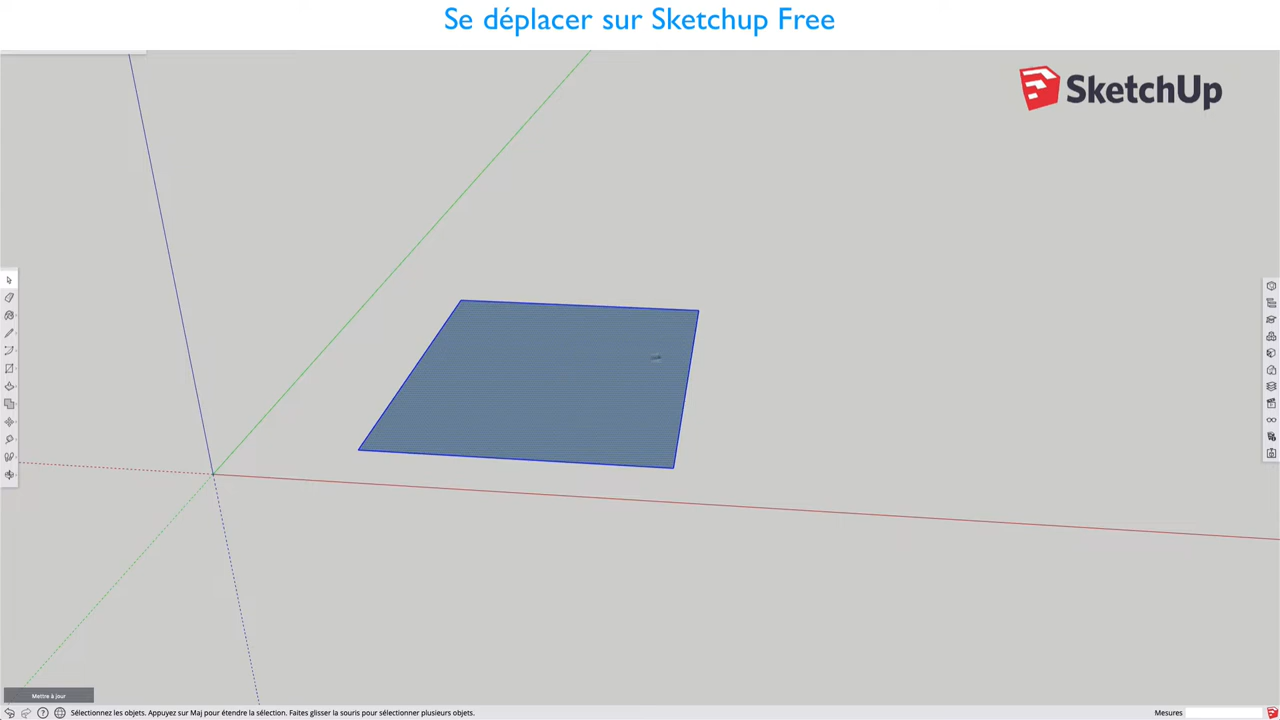 Se déplacer sur Sketchup Free
SketchUp
Mettre à jour
Sélectionnez les objets. Appuyez sur Maj pour étendre la sélection. Faites glisser la souris pour sélectionner plusieurs objets.
Mesures